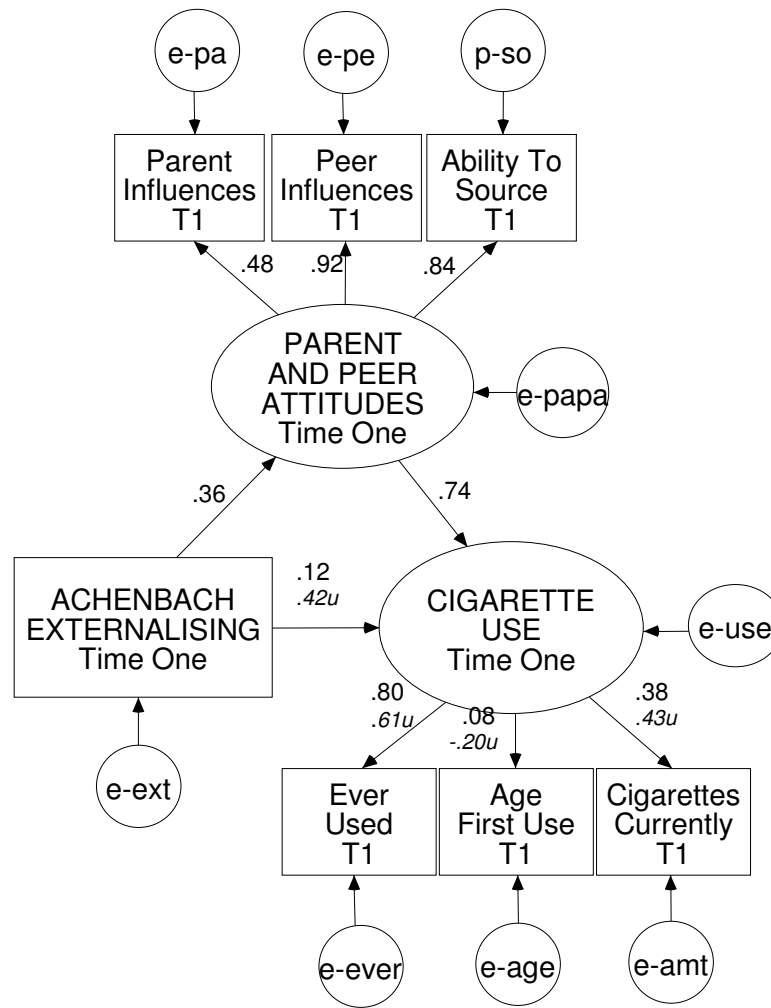 e-pa
e-pe
p-so
Parent
Influences
T1
Peer
Influences
T1
Ability To
Source
T1
.48
.92
.84
PARENT
AND PEER
ATTITUDES
Time One
e-papa
.36
.74
ACHENBACH
EXTERNALISING
Time One
.12
.42u
CIGARETTE
USE
Time One
e-use
.80
.61u
.08
-.20u
.38
.43u
e-ext
Ever
Used
T1
Age
First Use
T1
Cigarettes
Currently
T1
e-ever
e-age
e-amt